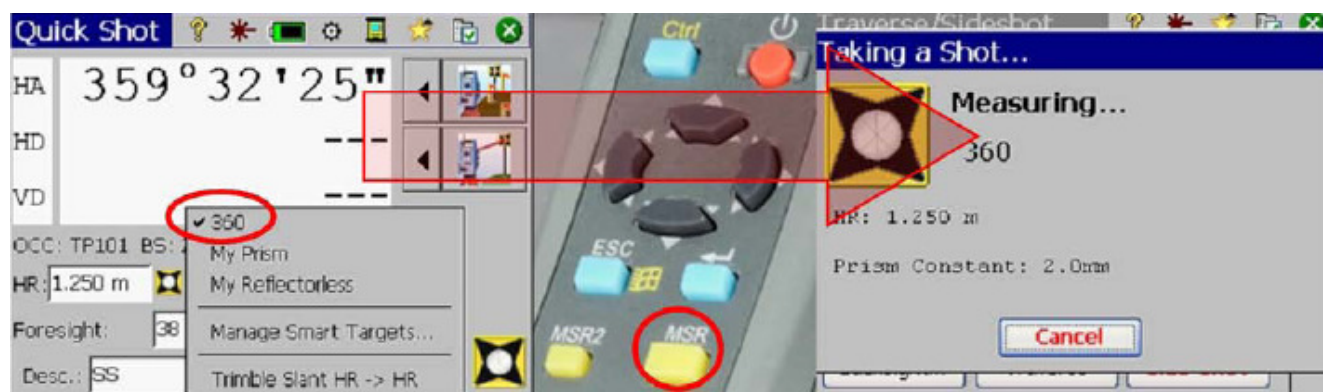 Quick Shot
HA 359°32'25"
HD ---
VD ---
OCC: TP101 BS:
HR: 1.250 m
Foresight: 38
Desc.: SS
360
My Prism
My Reflectorless
Manage Smart Targets...
Trimble Slant HR -> HR
Ctrl
ESC
MSR2 MSR
Traverse/Sideshot
Taking a Shot...
Measuring...
360
HR: 1.250 m
Prism Constant: 2.0mm
Cancel